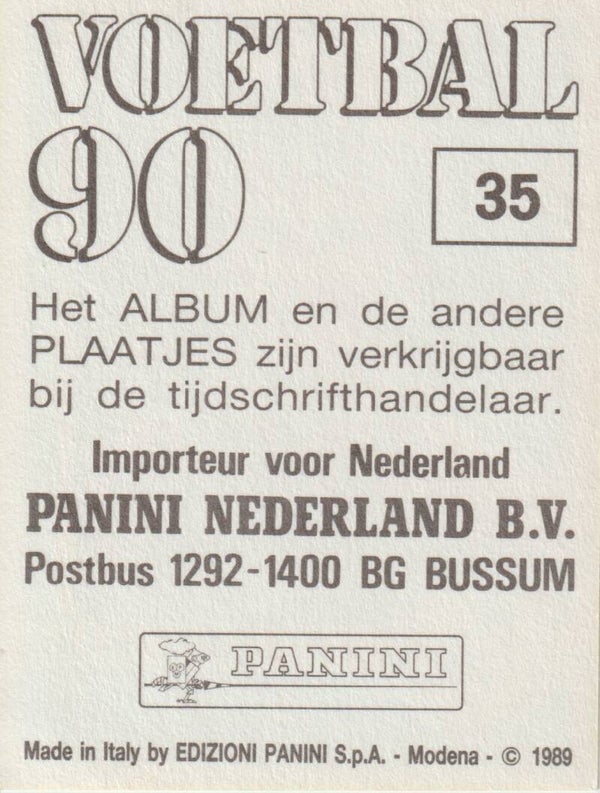 VOETBAL
90
35
Het ALBUM en de andere
PLAATJES zijn verkrijgbaar
bij de tijdschrifthandelaar.
Importeur voor Nederland
PANINI NEDERLAND B.V.
Postbus 1292-1400 BG BUSSUM
PANINI
Made in Italy by EDIZIONI PANINI S.p.A. - Modena - © 1989